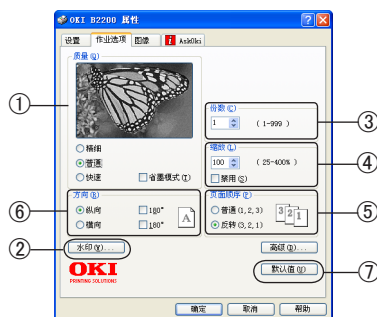 OKI B2200 属性
设置 作业选项 图像 AskOki
质量(Q)
①
精细
普通
快速 省墨模式(T)
份数(C)
1 (1-999 )
③
缩放(L)
100 (25-400% )
禁用(S)
④
方向(R)
纵向 180°
横向 180°
A
⑥
页面顺序(P)
普通(1,2,3)
反转(3,2,1)
3 2 1
⑤
水印(W)... 高级(D)...
②
OKI
PRINTING SOLUTIONS
默认值(U)
⑦
确定 取消 帮助